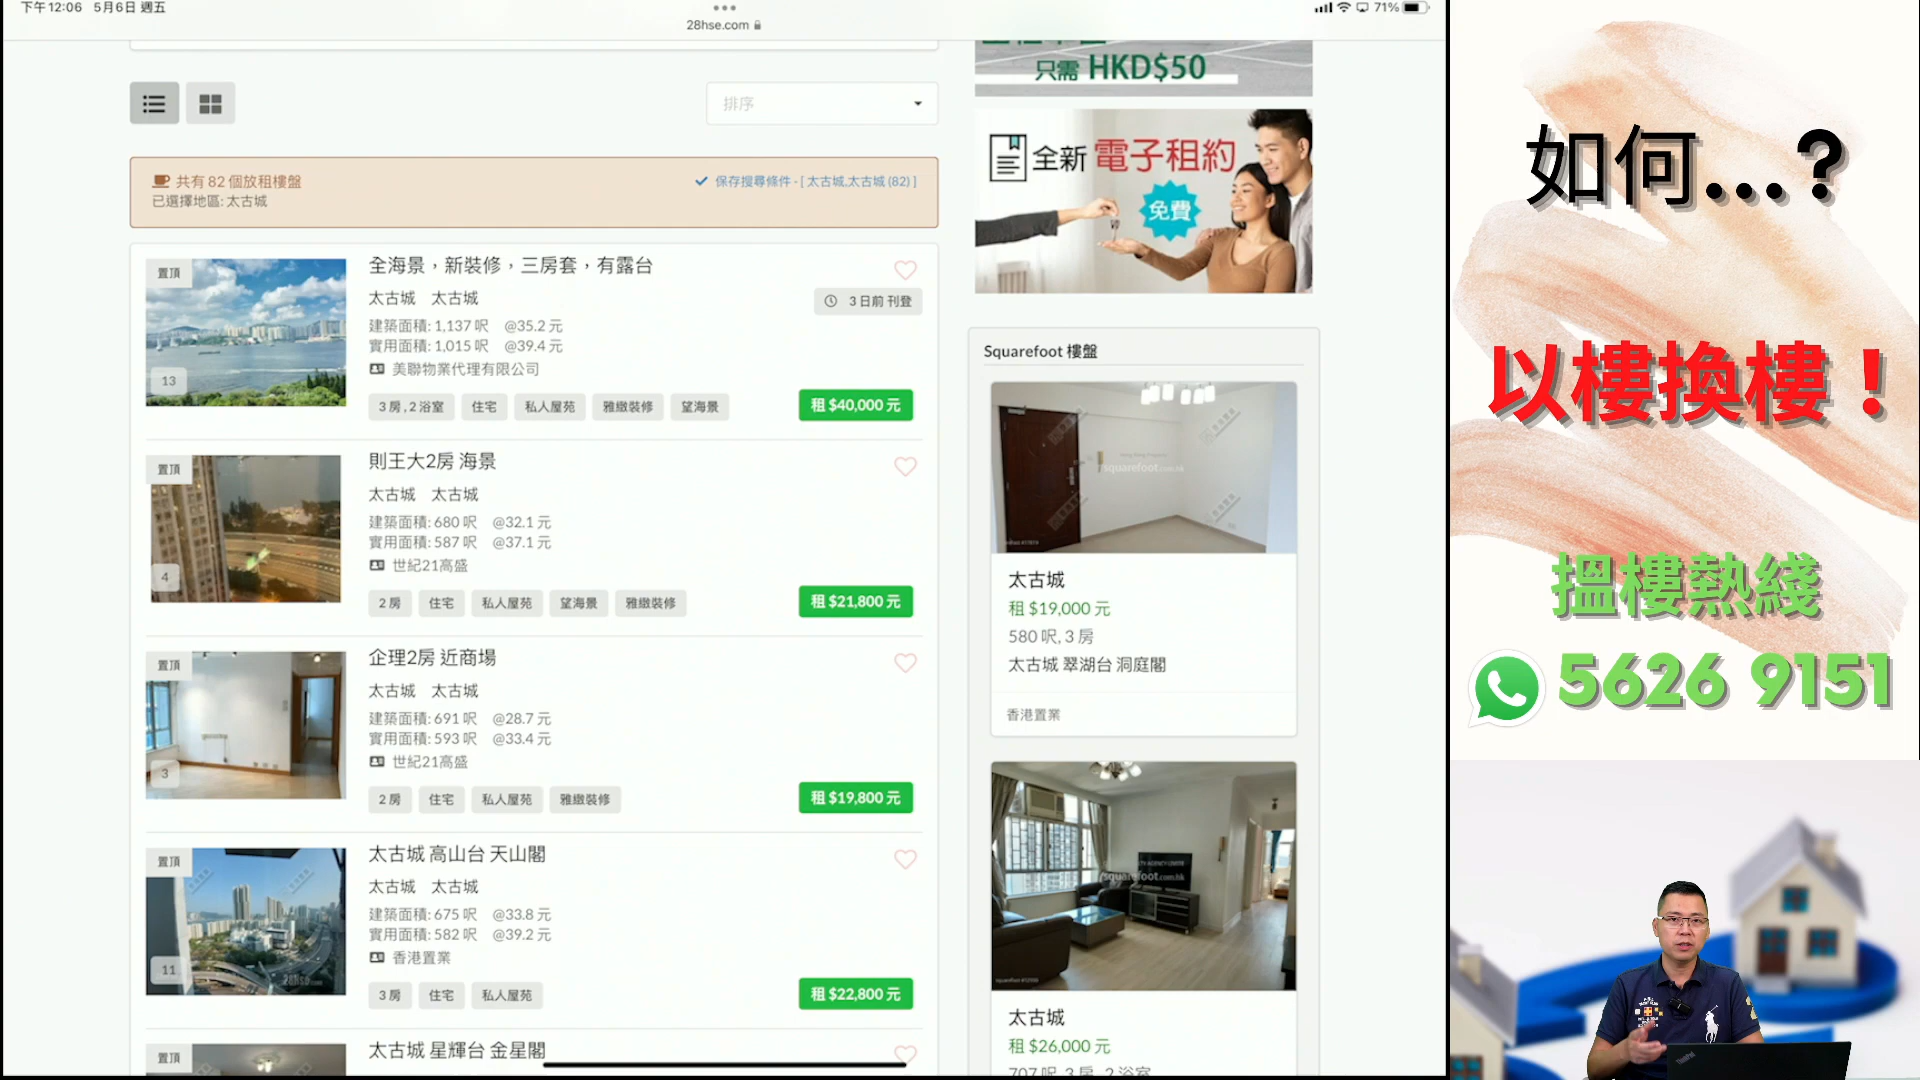 下午12:06 5月6日 週五
28hse.com
71%
只需 HKD$50
排序
全新 電子租約
免費
共有 82 個放租樓盤
保存搜尋條件 - [ 太古城,太古城 (82) ]
已選擇地區: 太古城
置頂
全海景，新裝修，三房套，有露台
太古城 太古城
3 日前 刊登
建築面積: 1,137 呎 @35.2 元
實用面積: 1,015 呎 @39.4 元
美聯物業代理有限公司
13
3 房 , 2 浴室 住宅 私人屋苑 雅緻裝修 望海景
租 $40,000 元
置頂
則王大2房 海景
太古城 太古城
建築面積: 680 呎 @32.1 元
實用面積: 587 呎 @37.1 元
世紀21高盛
4
2 房 住宅 私人屋苑 望海景 雅緻裝修
租 $21,800 元
置頂
企理2房 近商場
太古城 太古城
建築面積: 691 呎 @28.7 元
實用面積: 593 呎 @33.4 元
世紀21高盛
3
2 房 住宅 私人屋苑 雅緻裝修
租 $19,800 元
置頂
太古城 高山台 天山閣
太古城 太古城
建築面積: 675 呎 @33.8 元
實用面積: 582 呎 @39.2 元
香港置業
11
28hse.com
3 房 住宅 私人屋苑
租 $22,800 元
置頂
太古城 星輝台 金星閣
Squarefoot 樓盤
squarefoot.com.hk
太古城
租 $19,000 元
580 呎, 3 房
太古城 翠湖台 洞庭閣
香港置業
squarefoot.com.hk
太古城
租 $26,000 元
707 呎, 3 房, 2 浴室
如何...?
以樓換樓！
搵樓熱綫
5626 9151
ThinkPad